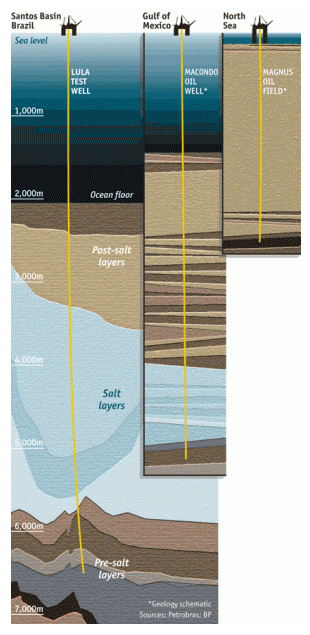 Santos Basin
Brazil
Gulf of
Mexico
North
Sea
Sea level
LULA
TEST
WELL
MACONDO
OIL
WELL*
MAGNUS
OIL
FIELD*
1,000m
2,000m
Ocean floor
Post-salt
layers
3,000m
4,000m
Salt
layers
5,000m
6,000m
Pre-salt
layers
*Geology schematic
Sources: Petrobras; BP
7,000m